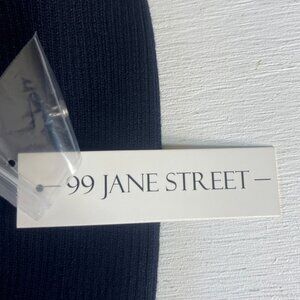 — 99 JANE STREET —